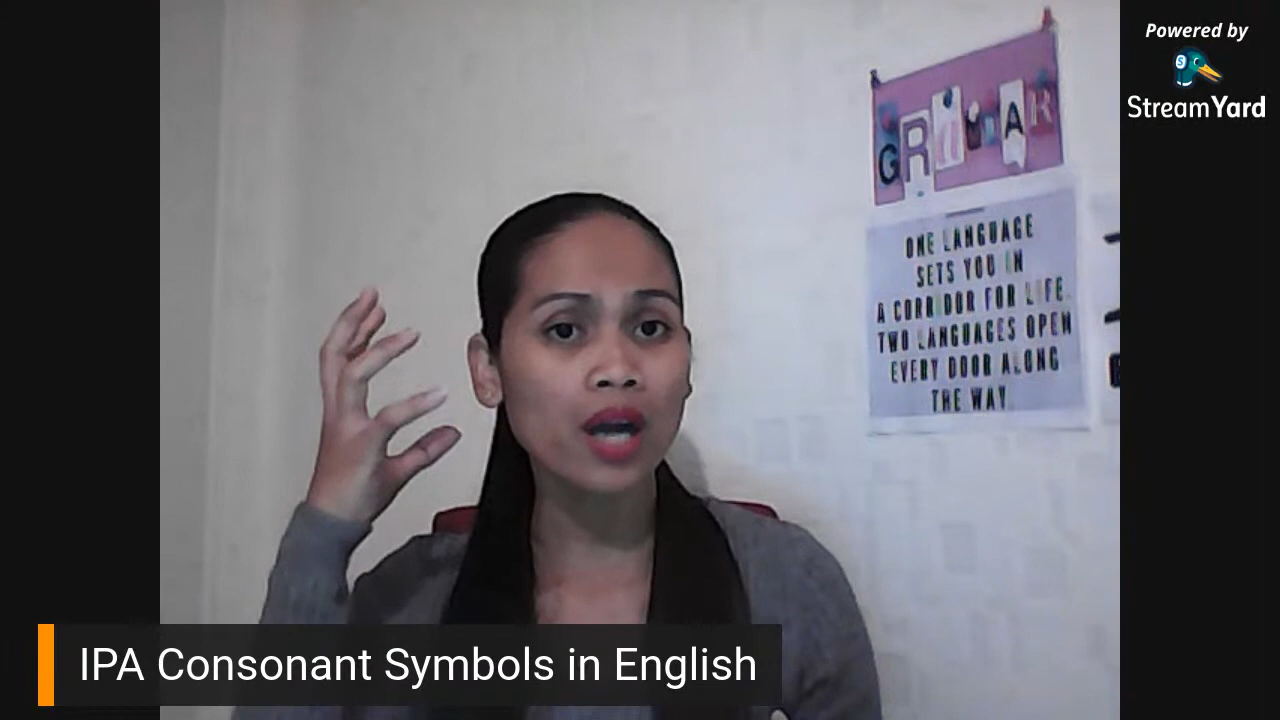 Powered by
StreamYard
GRAMMAR
ONE LANGUAGE
SETS YOU IN
A CORRIDOR FOR LIFE.
TWO LANGUAGES OPEN
EVERY DOOR ALONG
THE WAY.
IPA Consonant Symbols in English